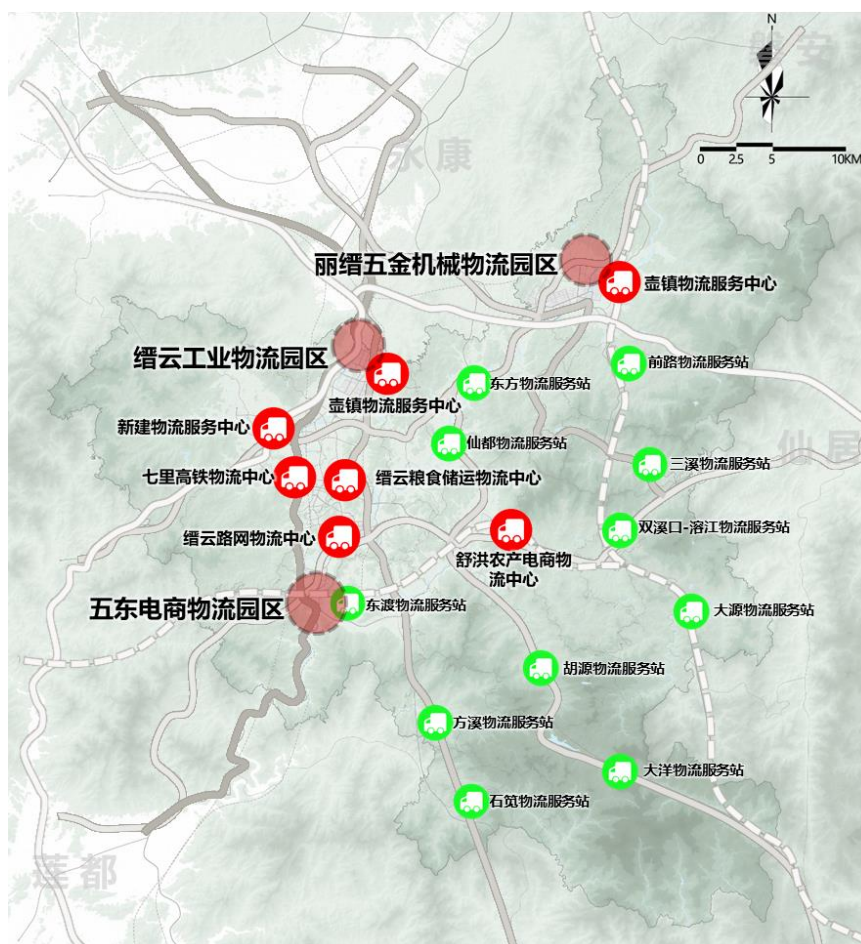 磐安
N
永康
0 2.5 5 10KM
丽缙五金机械物流园区
壶镇物流服务中心
缙云工业物流园区
前路物流服务站
东方物流服务站
壶镇物流服务中心
新建物流服务中心
仙都物流服务站
仙居
三溪物流服务站
七里高铁物流中心
缙云粮食储运物流中心
双溪口-溶江物流服务站
缙云路网物流中心
舒洪农产电商物
流中心
五东电商物流园区
东渡物流服务站
大源物流服务站
胡源物流服务站
方溪物流服务站
大洋物流服务站
石笕物流服务站
莲都